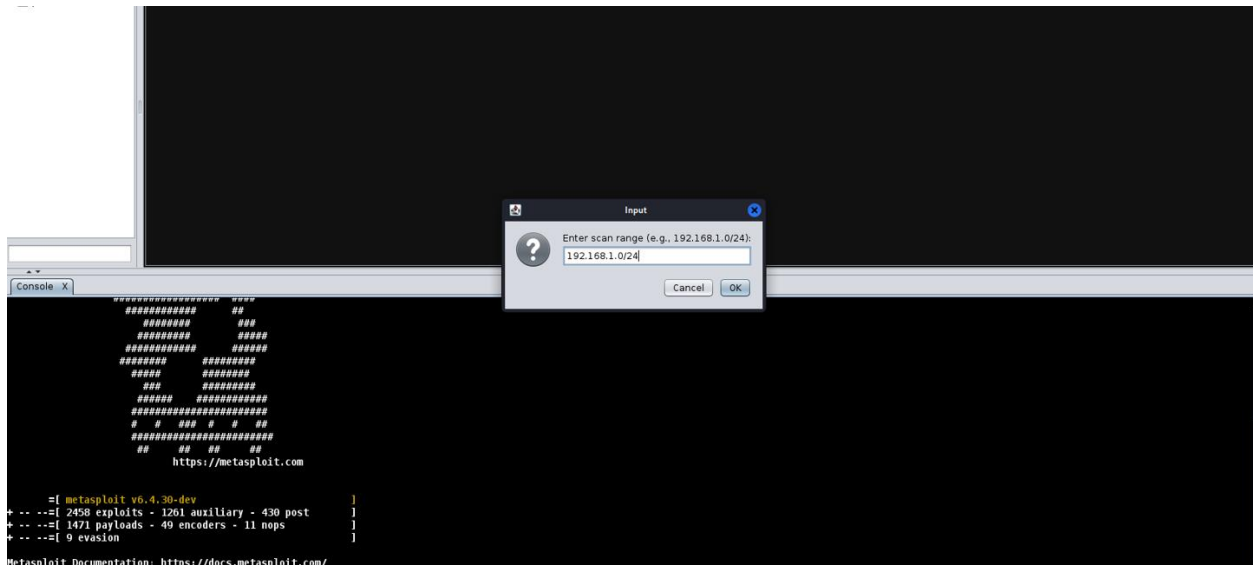 Input
Enter scan range (e.g., 192.168.1.0/24):
192.168.1.0/24
Cancel OK
Console X
################## ####
############ ##
######## ###
######### #####
############ ######
######## #########
##### ########
### #########
###### ############
########################
# # ### # # ##
########################
## ## ## ##
https://metasploit.com
=[ metasploit v6.4.30-dev ]
+ -- --=[ 2458 exploits - 1261 auxiliary - 430 post ]
+ -- --=[ 1471 payloads - 49 encoders - 11 nops ]
+ -- --=[ 9 evasion ]
Metasploit Documentation: https://docs.metasploit.com/